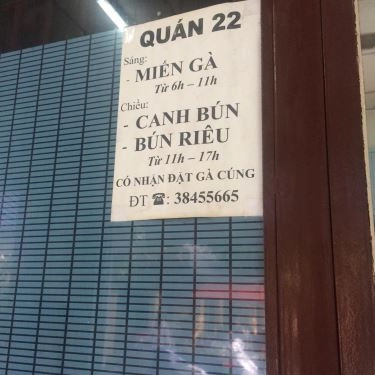 QUÁN 22
Sáng:
- MIẾN GÀ
Từ 6h – 11h
Chiều:
- CANH BÚN
- BÚN RIÊU
Từ 11h – 17h
CÓ NHẬN ĐẶT GÀ CÚNG
ĐT ☎: 38455665